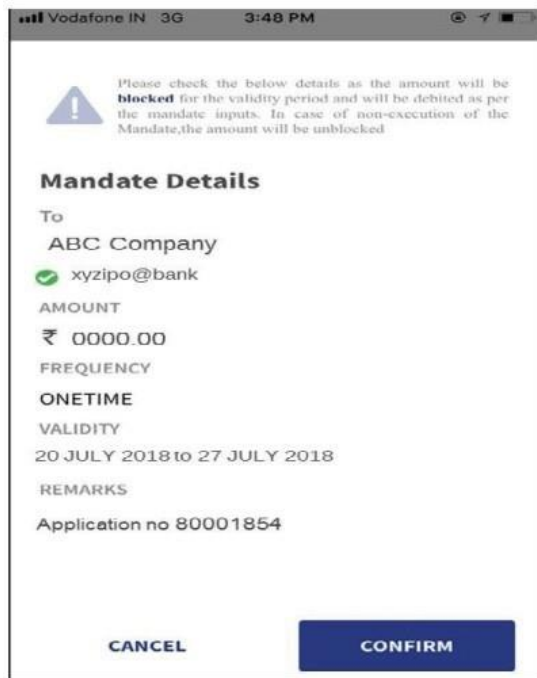 Vodafone IN 3G 3:48 PM
Please check the below details as the amount will be
blocked for the validity period and will be debited as per
the mandate inputs. In case of non-execution of the
Mandate,the amount will be unblocked
Mandate Details
To
ABC Company
xyzipo@bank
AMOUNT
₹ 0000.00
FREQUENCY
ONETIME
VALIDITY
20 JULY 2018 to 27 JULY 2018
REMARKS
Application no 80001854
CANCEL CONFIRM